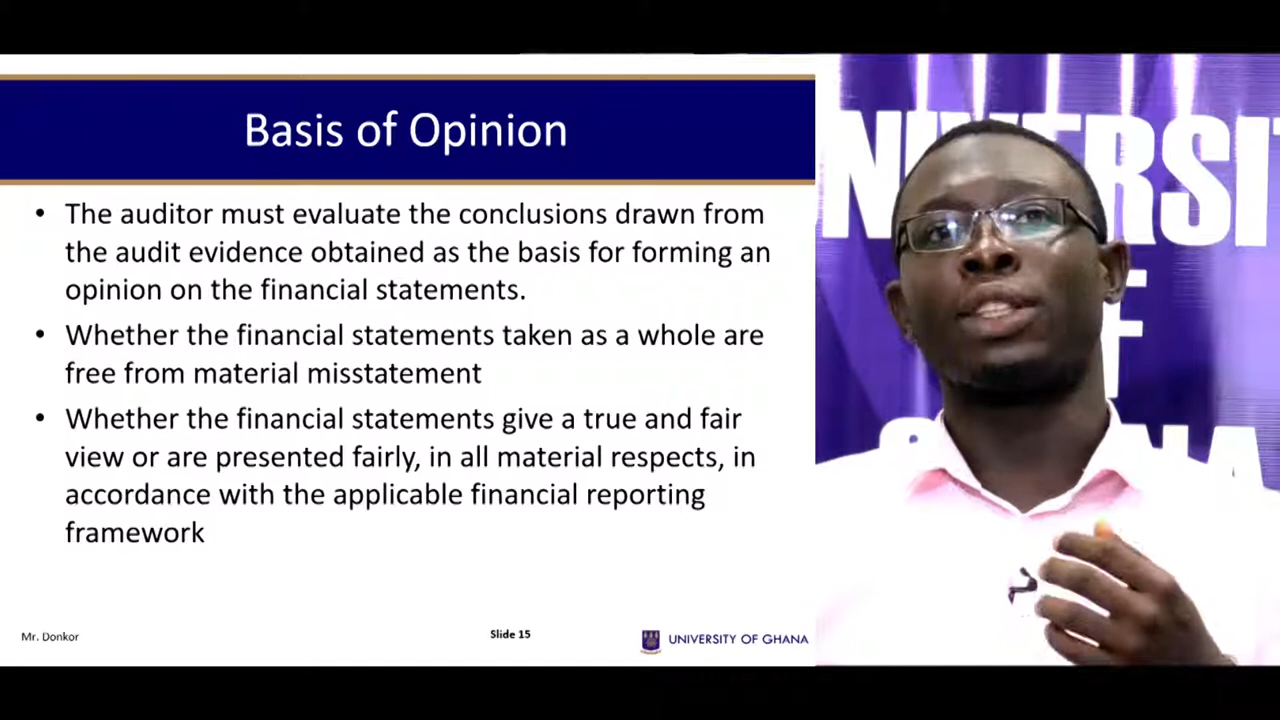 Basis of Opinion
• The auditor must evaluate the conclusions drawn from
the audit evidence obtained as the basis for forming an
opinion on the financial statements.
• Whether the financial statements taken as a whole are
free from material misstatement
• Whether the financial statements give a true and fair
view or are presented fairly, in all material respects, in
accordance with the applicable financial reporting
framework
Mr. Donkor
Slide 15
UNIVERSITY OF GHANA